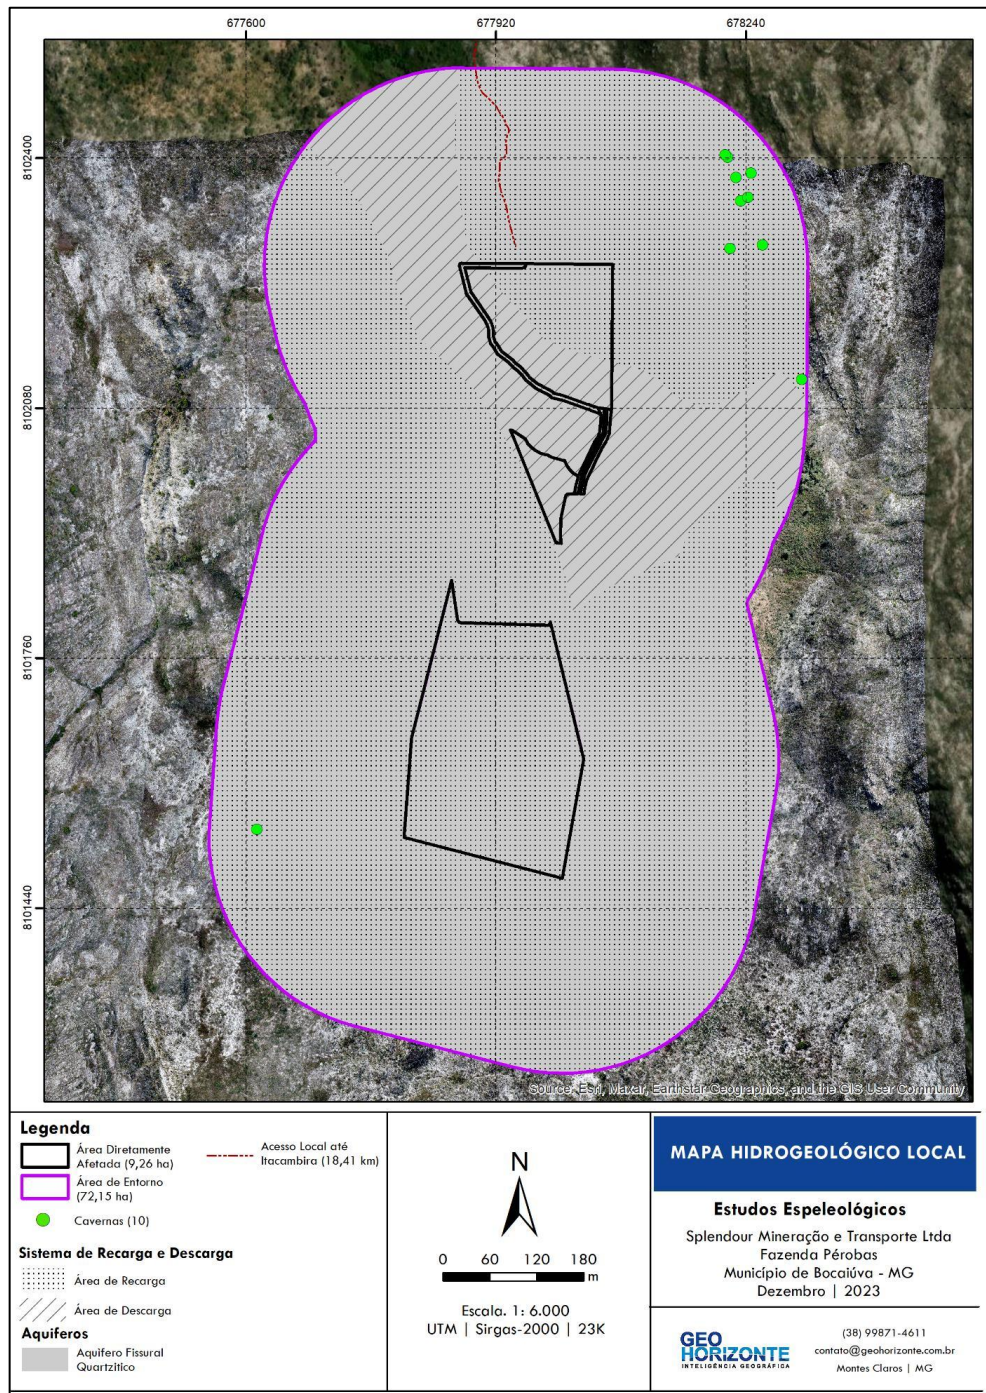 677600
677920
678240
8102400
8102080
8101760
8101440
Source: Esri, Maxar, Earthstar Geographics, and the GIS User Community
Legenda
Área Diretamente
Afetada (9,26 ha)
Área de Entorno
(72,15 ha)
Cavernas (10)
Acesso Local até
Itacambira (18,41 km)
Sistema de Recarga e Descarga
Área de Recarga
Área de Descarga
Aquiferos
Aquifero Fissural
Quartzitico
N
0 60 120 180
m
Escala. 1: 6.000
UTM | Sirgas-2000 | 23K
MAPA HIDROGEOLÓGICO LOCAL
Estudos Espeleológicos
Splendour Mineração e Transporte Ltda
Fazenda Pérobas
Município de Bocaiúva - MG
Dezembro | 2023
GEO
HORIZONTE
INTELIGÊNCIA GEOGRÁFICA
(38) 99871-4611
contato@geohorizonte.com.br
Montes Claros | MG